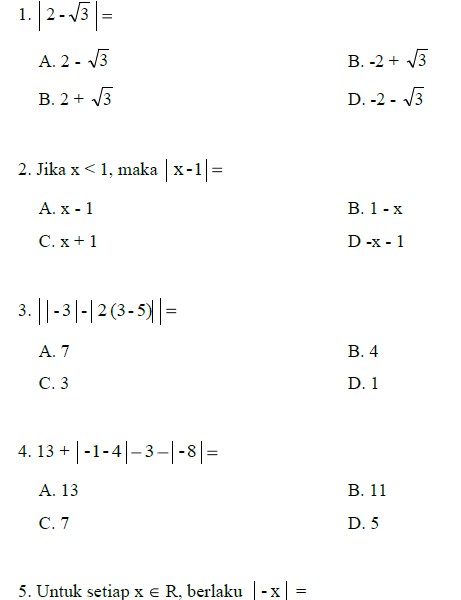 1. |2 - √3| =
A. 2 - √3 B. -2 + √3
B. 2 + √3 D. -2 - √3
2. Jika x < 1, maka |x - 1| =
A. x - 1 B. 1 - x
C. x + 1 D -x - 1
3. ||-3| - |2(3-5)|| =
A. 7 B. 4
C. 3 D. 1
4. 13 + |-1-4| – 3 – |-8| =
A. 13 B. 11
C. 7 D. 5
5. Untuk setiap x ∈ R, berlaku |-x| =